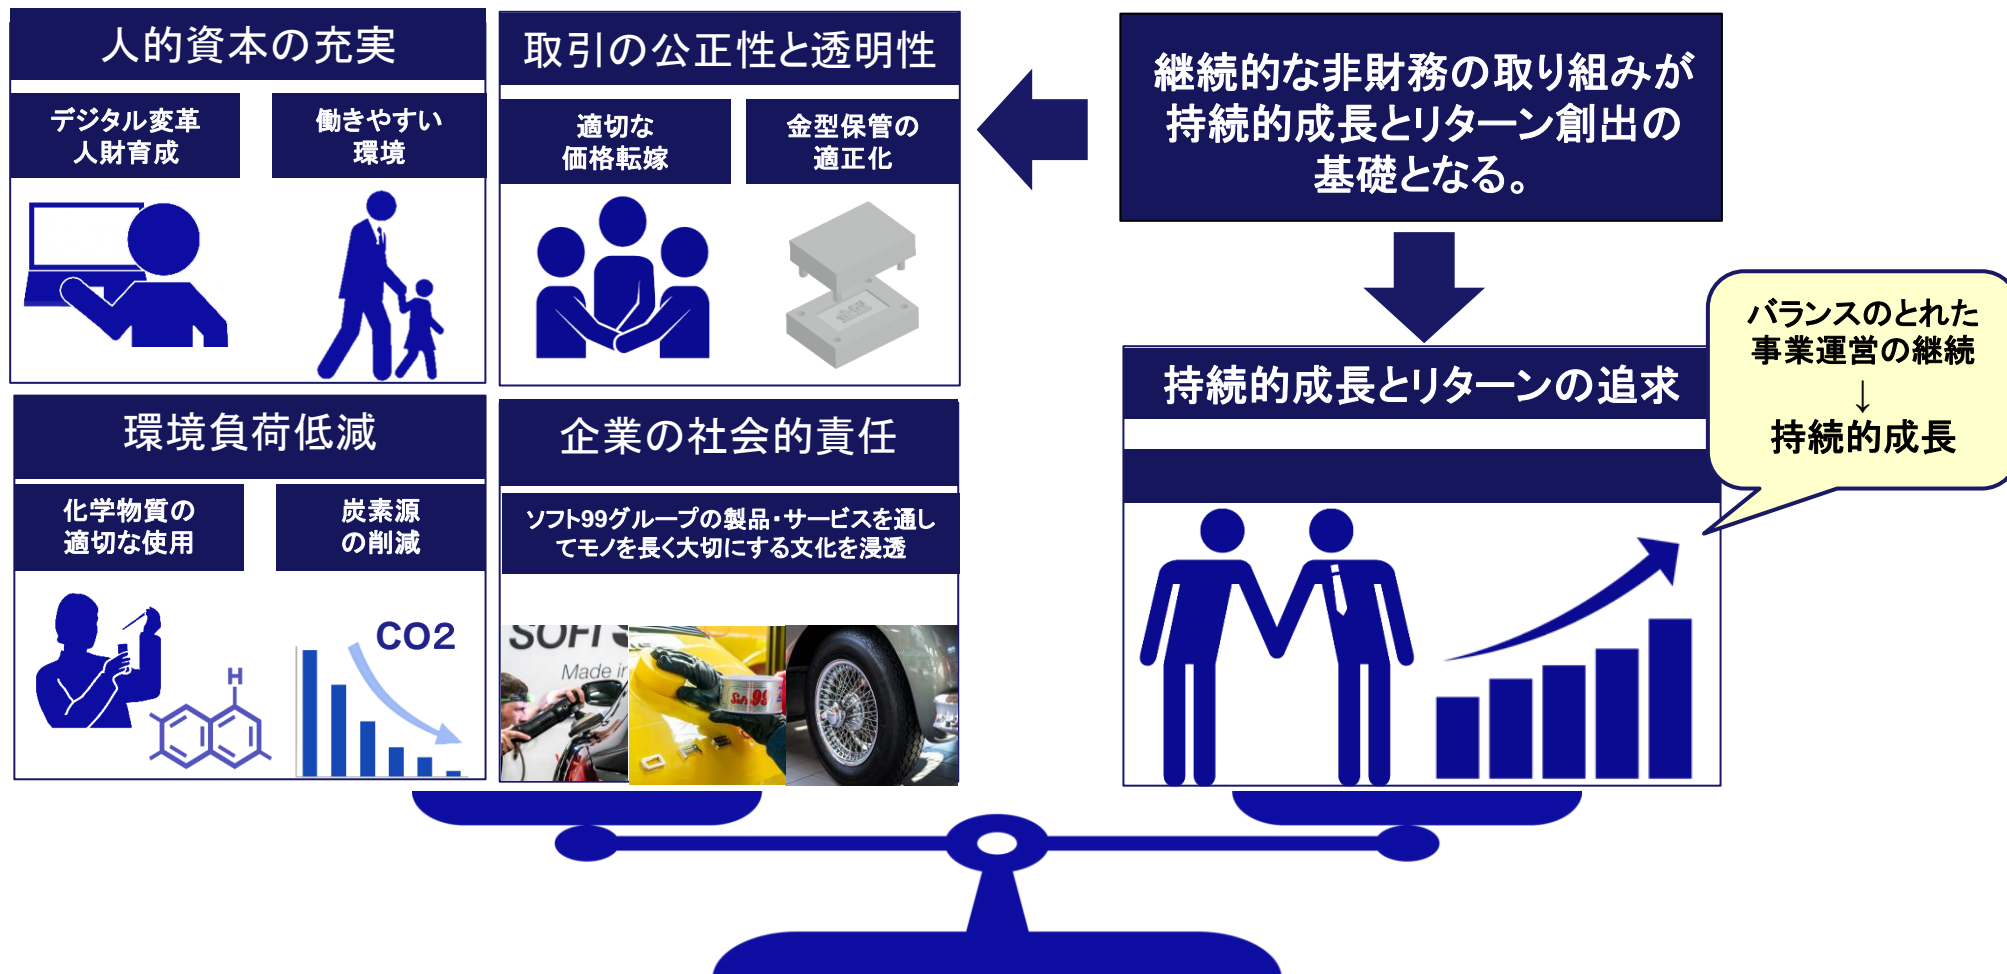 人的資本の充実
デジタル変革
人財育成
働きやすい
環境
取引の公正性と透明性
適切な
価格転嫁
金型保管の
適正化
継続的な非財務の取り組みが
持続的成長とリターン創出の
基礎となる。
環境負荷低減
化学物質の
適切な使用
炭素源
の削減
H
CO2
企業の社会的責任
ソフト99グループの製品・サービスを通し
てモノを長く大切にする文化を浸透
Made in
Soft99
持続的成長とリターンの追求
バランスのとれた
事業運営の継続
↓
持続的成長